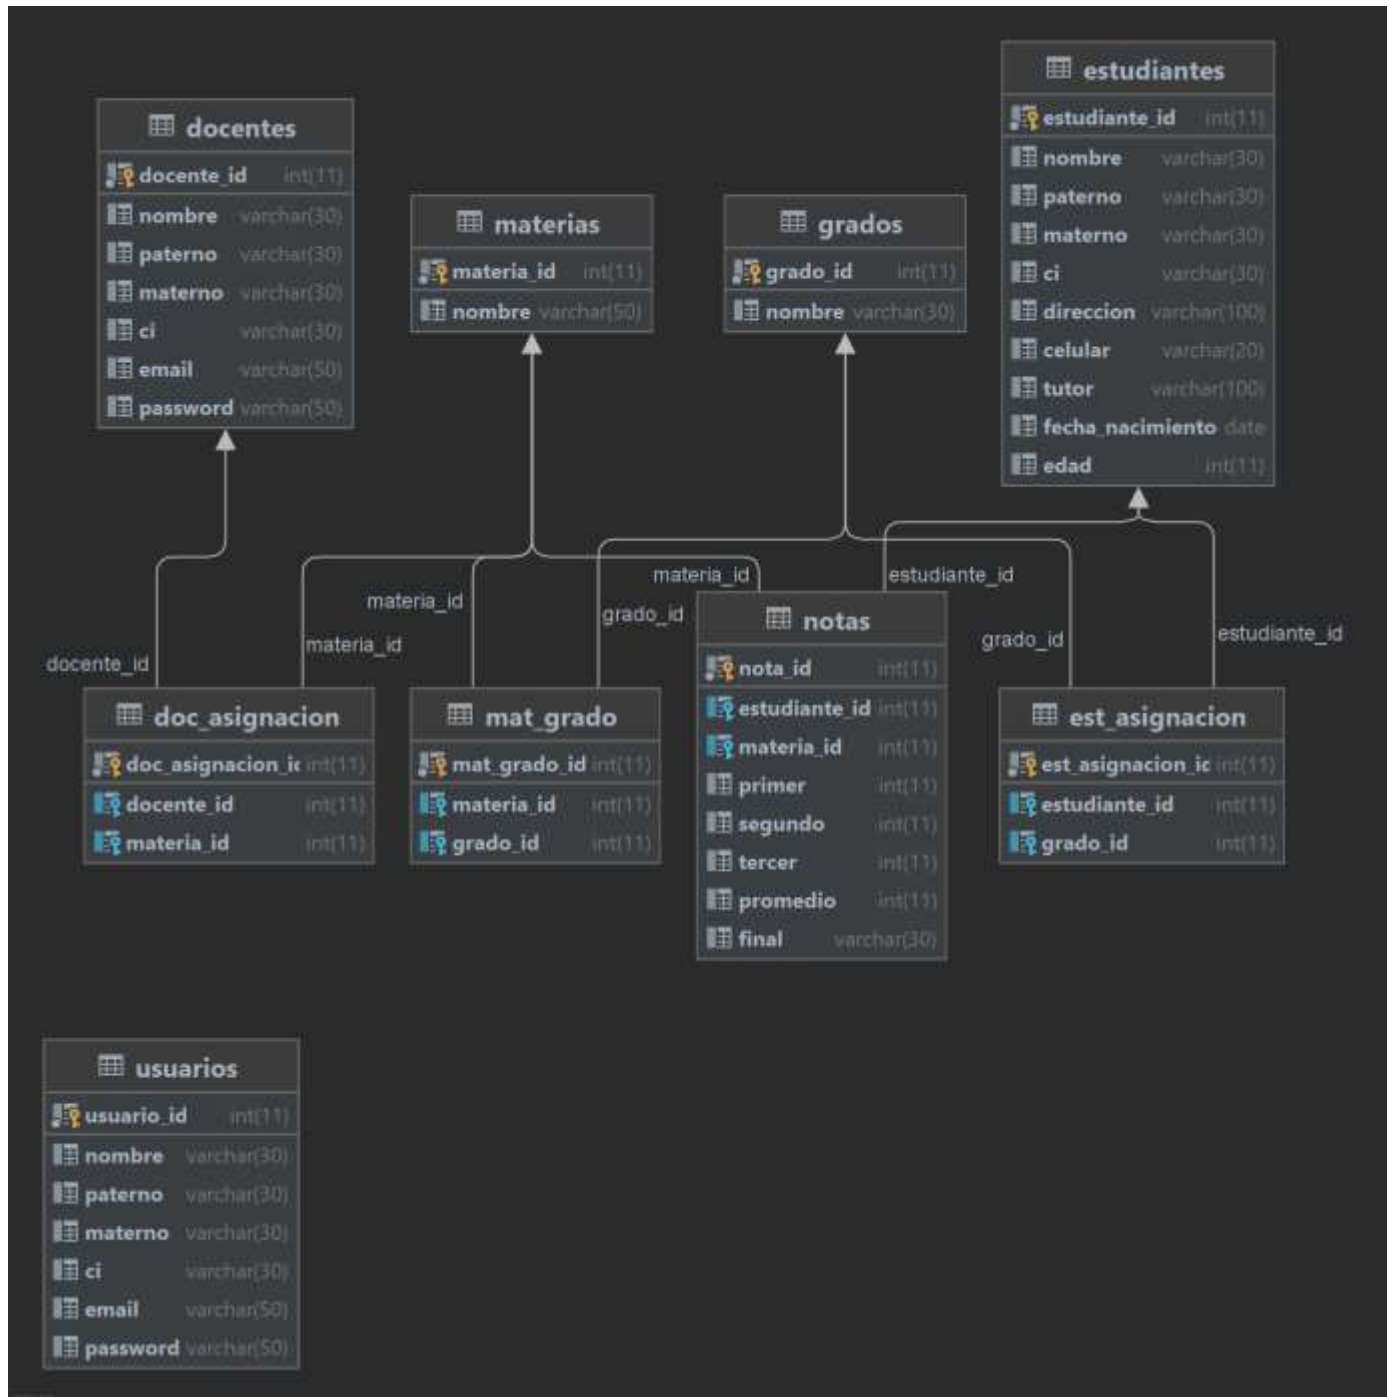 docentes
docente_id int(11)
nombre varchar(30)
paterno varchar(30)
materno varchar(30)
ci varchar(30)
email varchar(50)
password varchar(50)
materias
materia_id int(11)
nombre varchar(50)
grados
grado_id int(11)
nombre varchar(30)
estudiantes
estudiante_id int(11)
nombre varchar(30)
paterno varchar(30)
materno varchar(30)
ci varchar(30)
direccion varchar(100)
celular varchar(20)
tutor varchar(100)
fecha_nacimiento date
edad int(11)
docente_id
materia_id
materia_id
grado_id
materia_id
estudiante_id
grado_id
estudiante_id
doc_asignacion
doc_asignacion_ic int(11)
docente_id int(11)
materia_id int(11)
mat_grado
mat_grado_id int(11)
materia_id int(11)
grado_id int(11)
notas
nota_id int(11)
estudiante_id int(11)
materia_id int(11)
primer int(11)
segundo int(11)
tercer int(11)
promedio int(11)
final varchar(30)
est_asignacion
est_asignacion_ic int(11)
estudiante_id int(11)
grado_id int(11)
usuarios
usuario_id int(11)
nombre varchar(30)
paterno varchar(30)
materno varchar(30)
ci varchar(30)
email varchar(50)
password varchar(50)